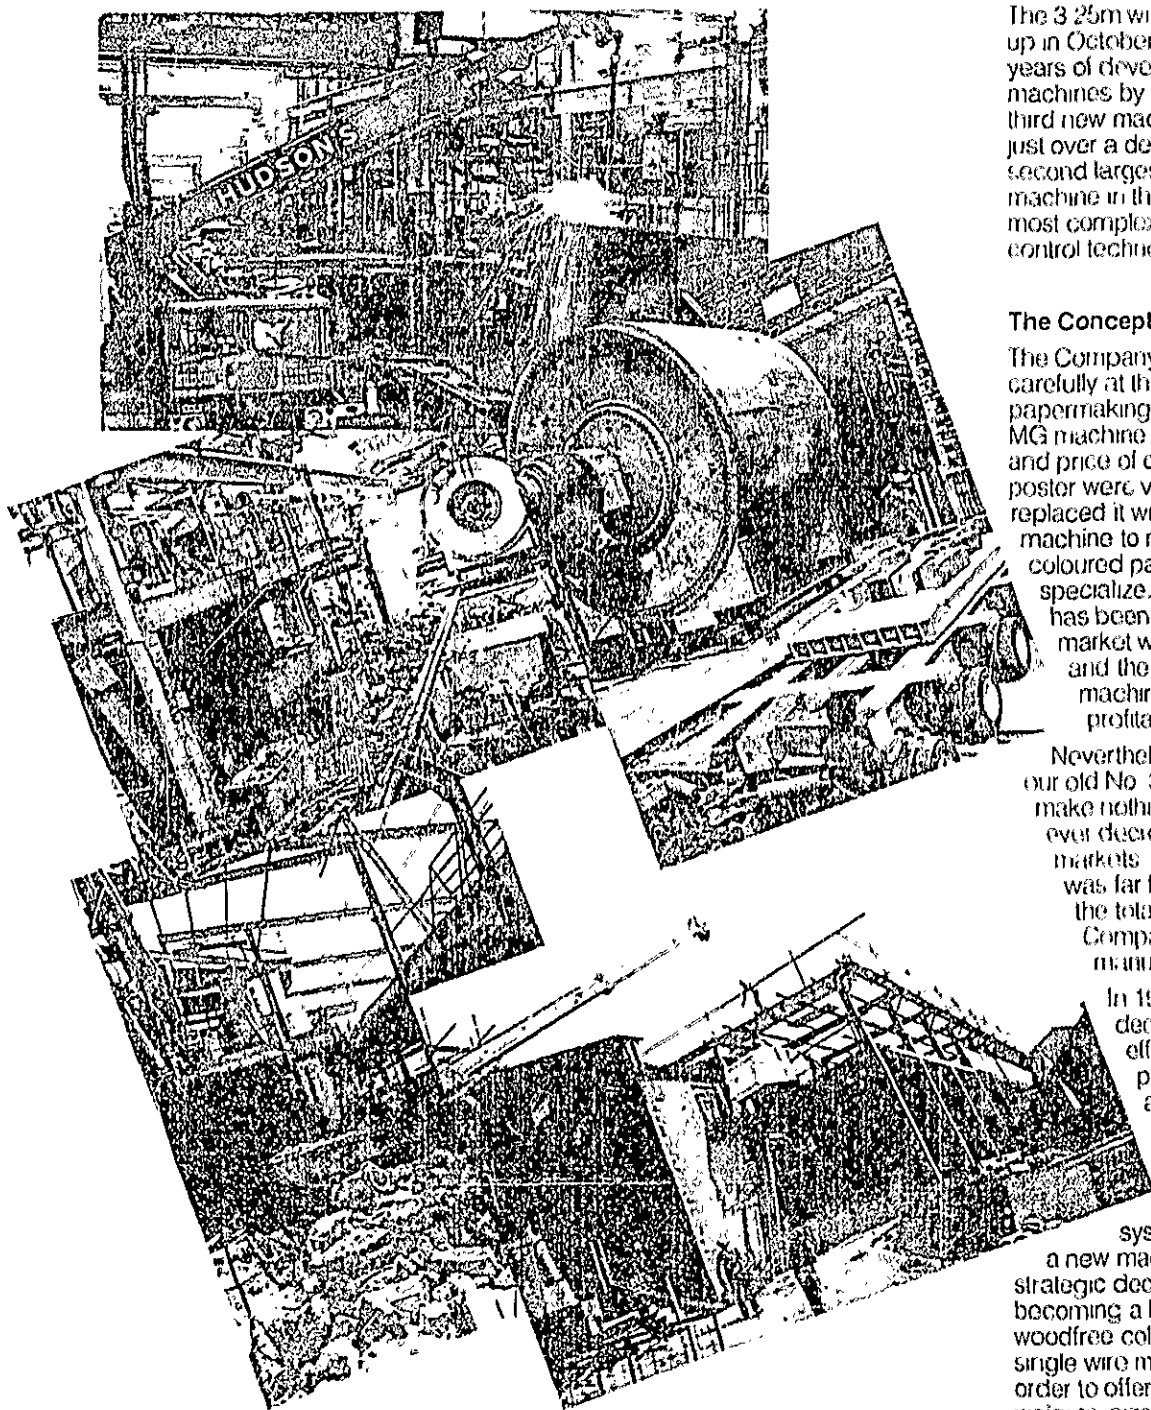 HUDSON'S
The 3 25m wi
up in October
years of deve
machines by
third new mac
just over a de
second larges
machine in th
most complex
control techn
The Concept
The Company
carefully at th
papermaking
MG machine
and price of c
poster were v
replaced it w
machine to r
coloured pa
specialize.
has been
market w
and the
machin
profita
Neverthel
our old No 3
make nothi
ever decre
markets
was far f
the tota
Compa
manu
In 19
dec
eff
p
a
sys
a new mac
strategic dec
becoming a l
woodfree col
single wire m
order to offer